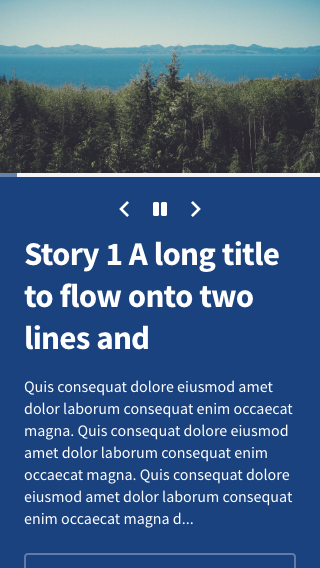 Story 1 A long title
to flow onto two
lines and
Quis consequat dolore eiusmod amet
dolor laborum consequat enim occaecat
magna. Quis consequat dolore eiusmod
amet dolor laborum consequat enim
occaecat magna. Quis consequat dolore
eiusmod amet dolor laborum consequat
enim occaecat magna d...